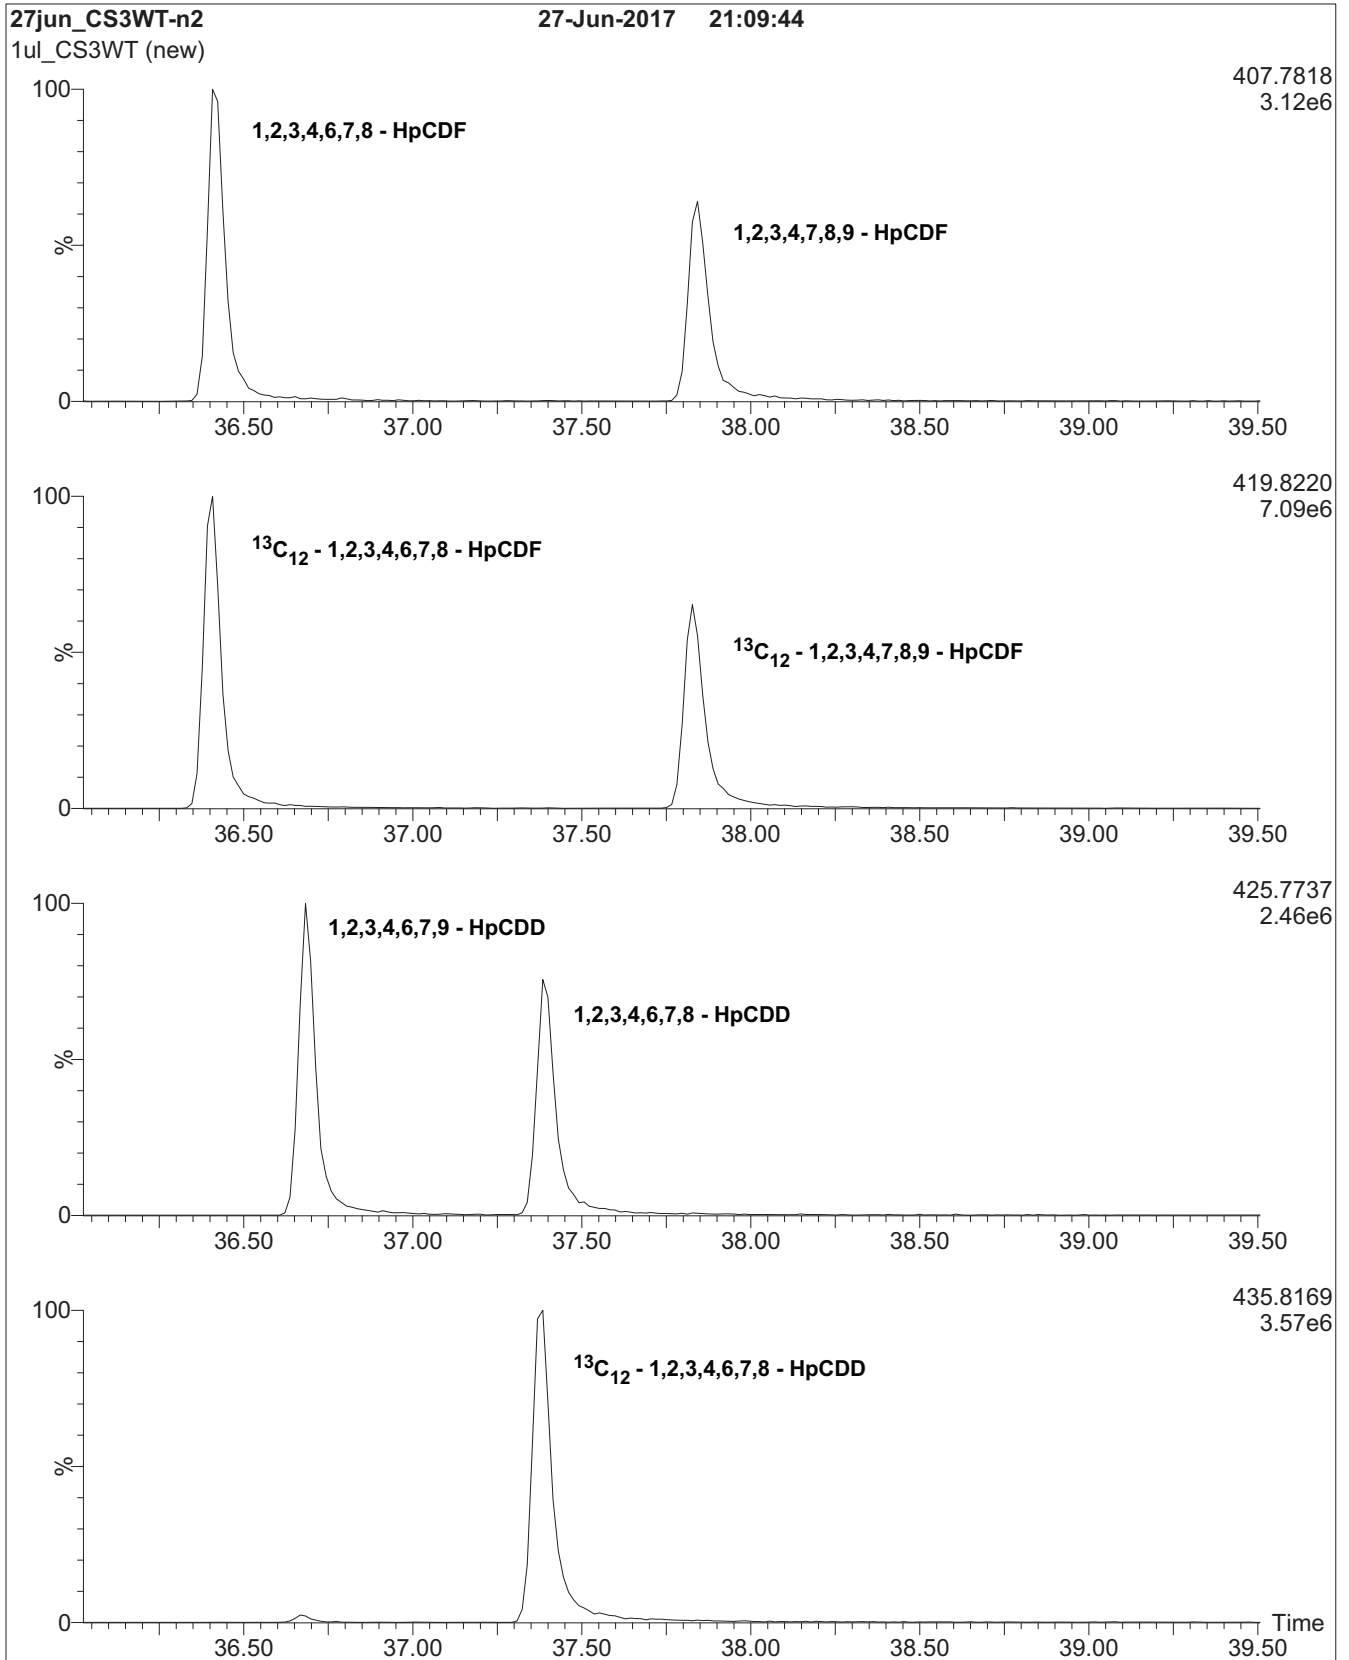 27jun_CS3WT-n2 27-Jun-2017 21:09:44
1ul_CS3WT (new)
407.7818
3.12e6
100
1,2,3,4,6,7,8 - HpCDF
1,2,3,4,7,8,9 - HpCDF
%
0
36.50 37.00 37.50 38.00 38.50 39.00 39.50
419.8220
7.09e6
100
13C12 - 1,2,3,4,6,7,8 - HpCDF
13C12 - 1,2,3,4,7,8,9 - HpCDF
%
0
36.50 37.00 37.50 38.00 38.50 39.00 39.50
425.7737
2.46e6
100
1,2,3,4,6,7,9 - HpCDD
1,2,3,4,6,7,8 - HpCDD
%
0
36.50 37.00 37.50 38.00 38.50 39.00 39.50
435.8169
3.57e6
100
13C12 - 1,2,3,4,6,7,8 - HpCDD
%
0
Time
36.50 37.00 37.50 38.00 38.50 39.00 39.50